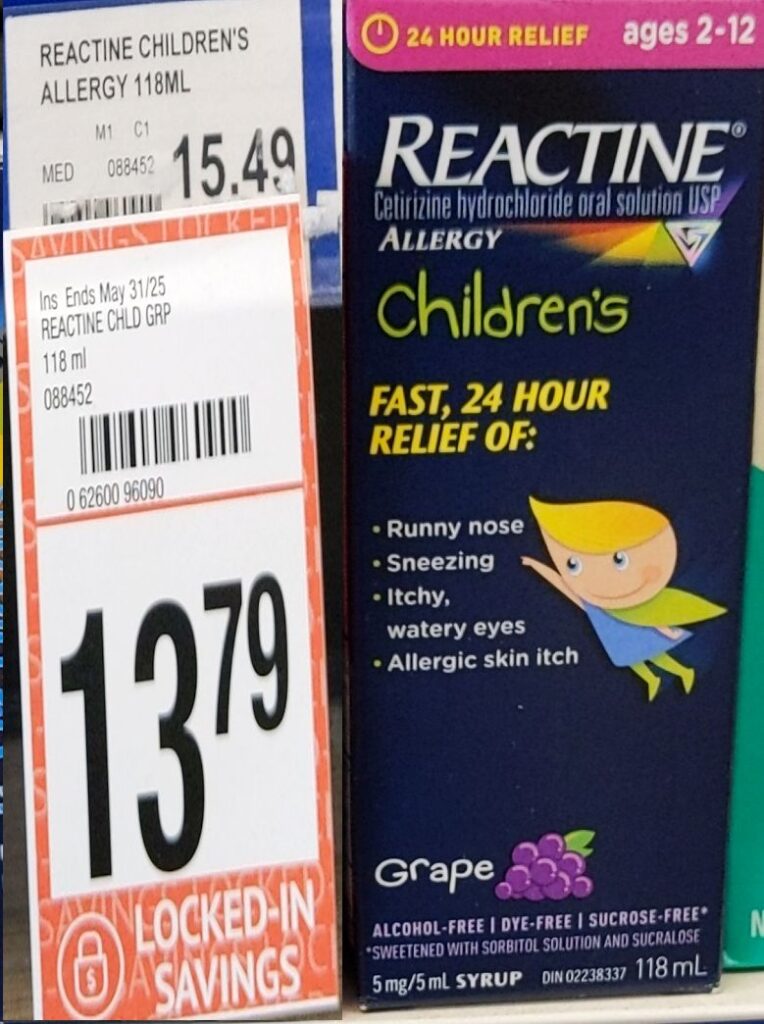 REACTINE CHILDREN'S
ALLERGY 118ML
M1 C1
MED 088452 15.49
SAVINGS LOCKED
Ins Ends May 31/25
REACTINE CHLD GRP
118 ml
088452
0 62600 96090
13 79
LOCKED-IN
SAVINGS
24 HOUR RELIEF ages 2-12
REACTINE®
Cetirizine hydrochloride oral solution USP
ALLERGY
Children's
FAST, 24 HOUR
RELIEF OF:
• Runny nose
• Sneezing
• Itchy,
watery eyes
• Allergic skin itch
Grape
ALCOHOL-FREE | DYE-FREE | SUCROSE-FREE*
*SWEETENED WITH SORBITOL SOLUTION AND SUCRALOSE
5 mg/5 mL SYRUP DIN 02238337 118 mL